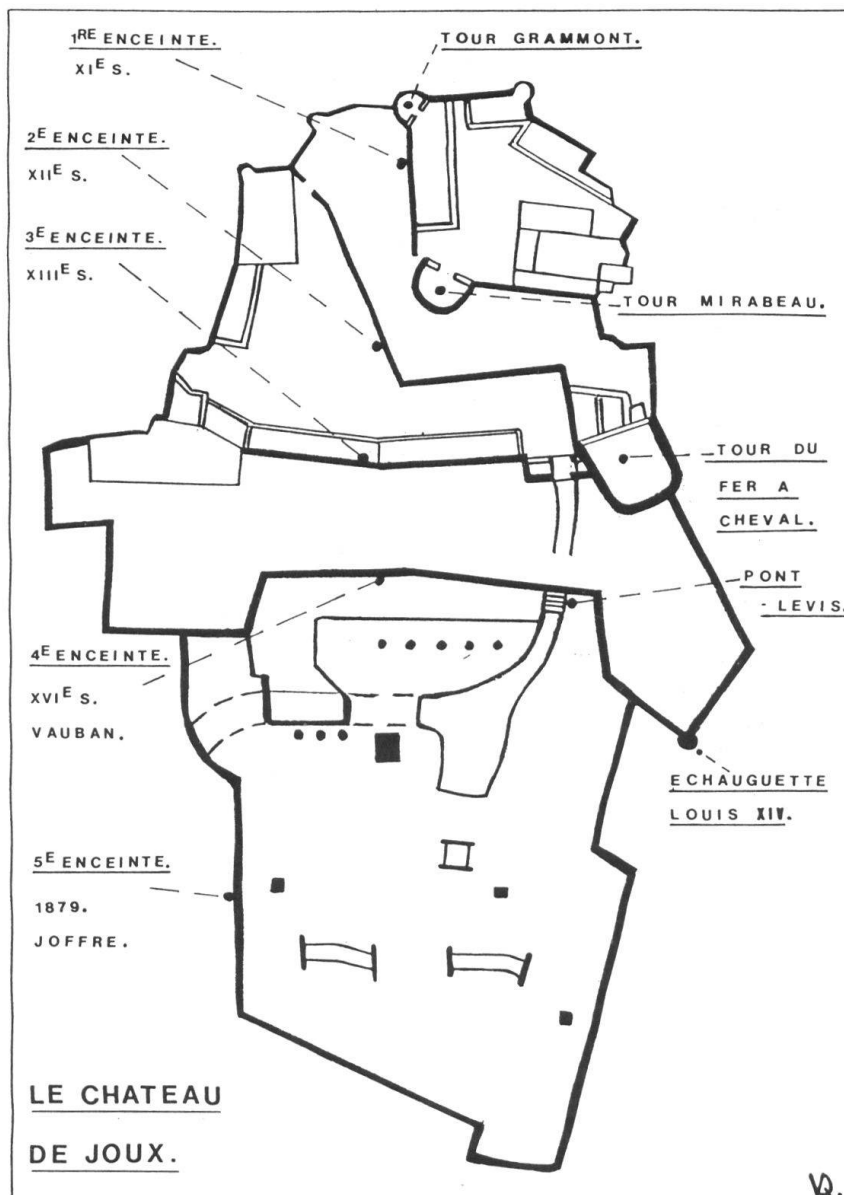 1RE ENCEINTE.
XIE S.
TOUR GRAMMONT.
2E ENCEINTE.
XIIE S.
3E ENCEINTE.
XIIIE S.
TOUR MIRABEAU.
TOUR DU
FER A
CHEVAL.
PONT
-LEVIS.
4E ENCEINTE.
XVIE S.
VAUBAN.
ECHAUGUETTE
LOUIS XIV.
5E ENCEINTE.
1879.
JOFFRE.
LE CHATEAU
DE JOUX.